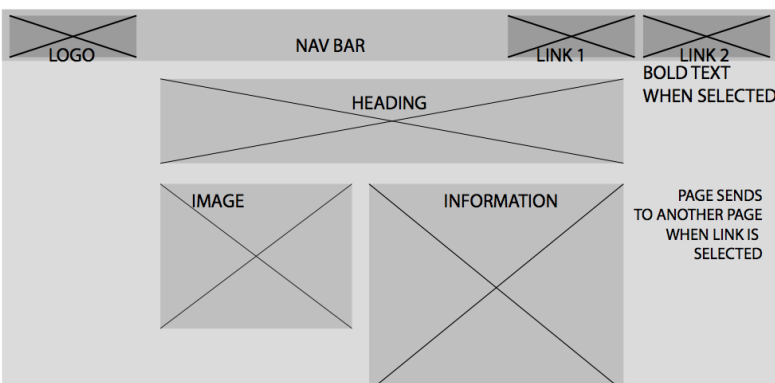 LOGO
NAV BAR
LINK 1
LINK 2
BOLD TEXT
WHEN SELECTED
HEADING
IMAGE
INFORMATION
PAGE SENDS
TO ANOTHER PAGE
WHEN LINK IS
SELECTED